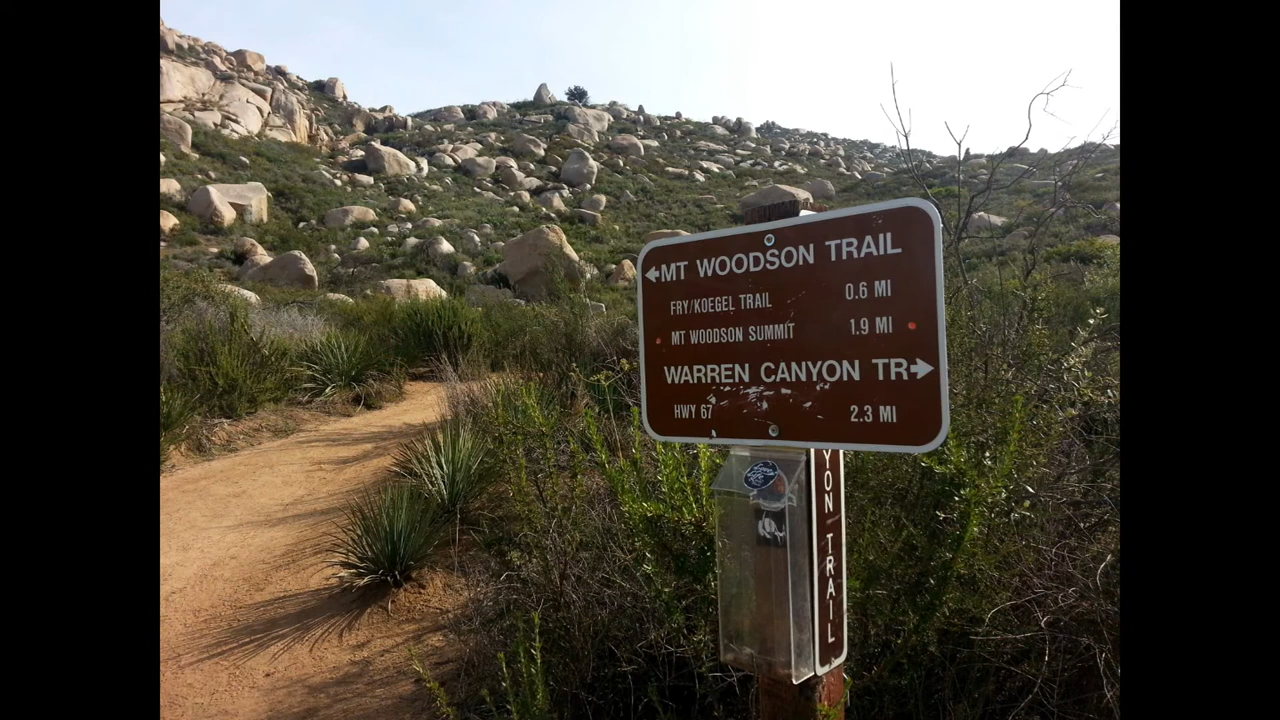 ←MT WOODSON TRAIL
FRY/KOEGEL TRAIL 0.6 MI
MT WOODSON SUMMIT 1.9 MI
WARREN CANYON TR→
HWY 67 2.3 MI
YON TRAIL